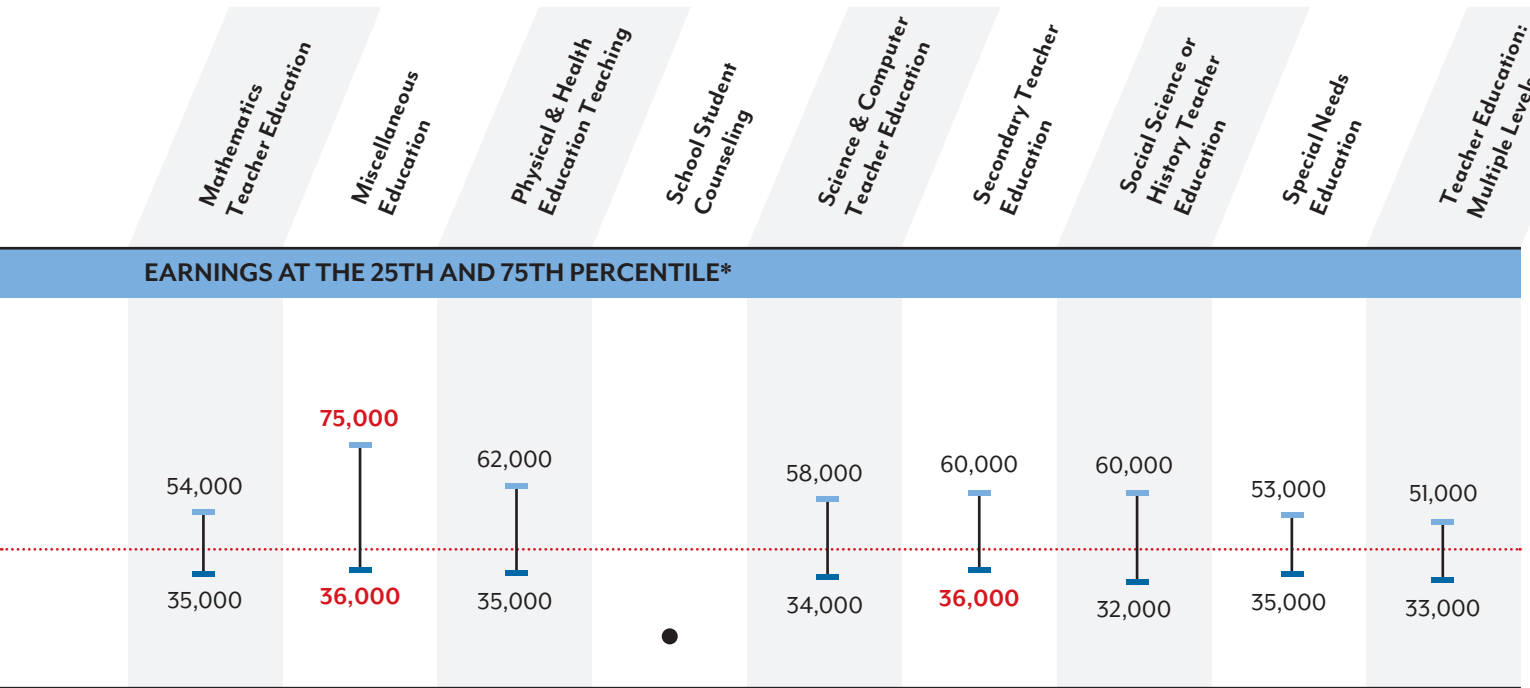 Mathematics
Teacher Education
Miscellaneous
Education
Physical & Health
Education Teaching
School Student
Counseling
Science & Computer
Teacher Education
Secondary Teacher
Education
Social Science or
History Teacher
Education
Special Needs
Education
Teacher Education:
Multiple Levels
EARNINGS AT THE 25TH AND 75TH PERCENTILE*
75,000
62,000
60,000
60,000
58,000
54,000
53,000
51,000
35,000
36,000
35,000
34,000
36,000
32,000
35,000
33,000